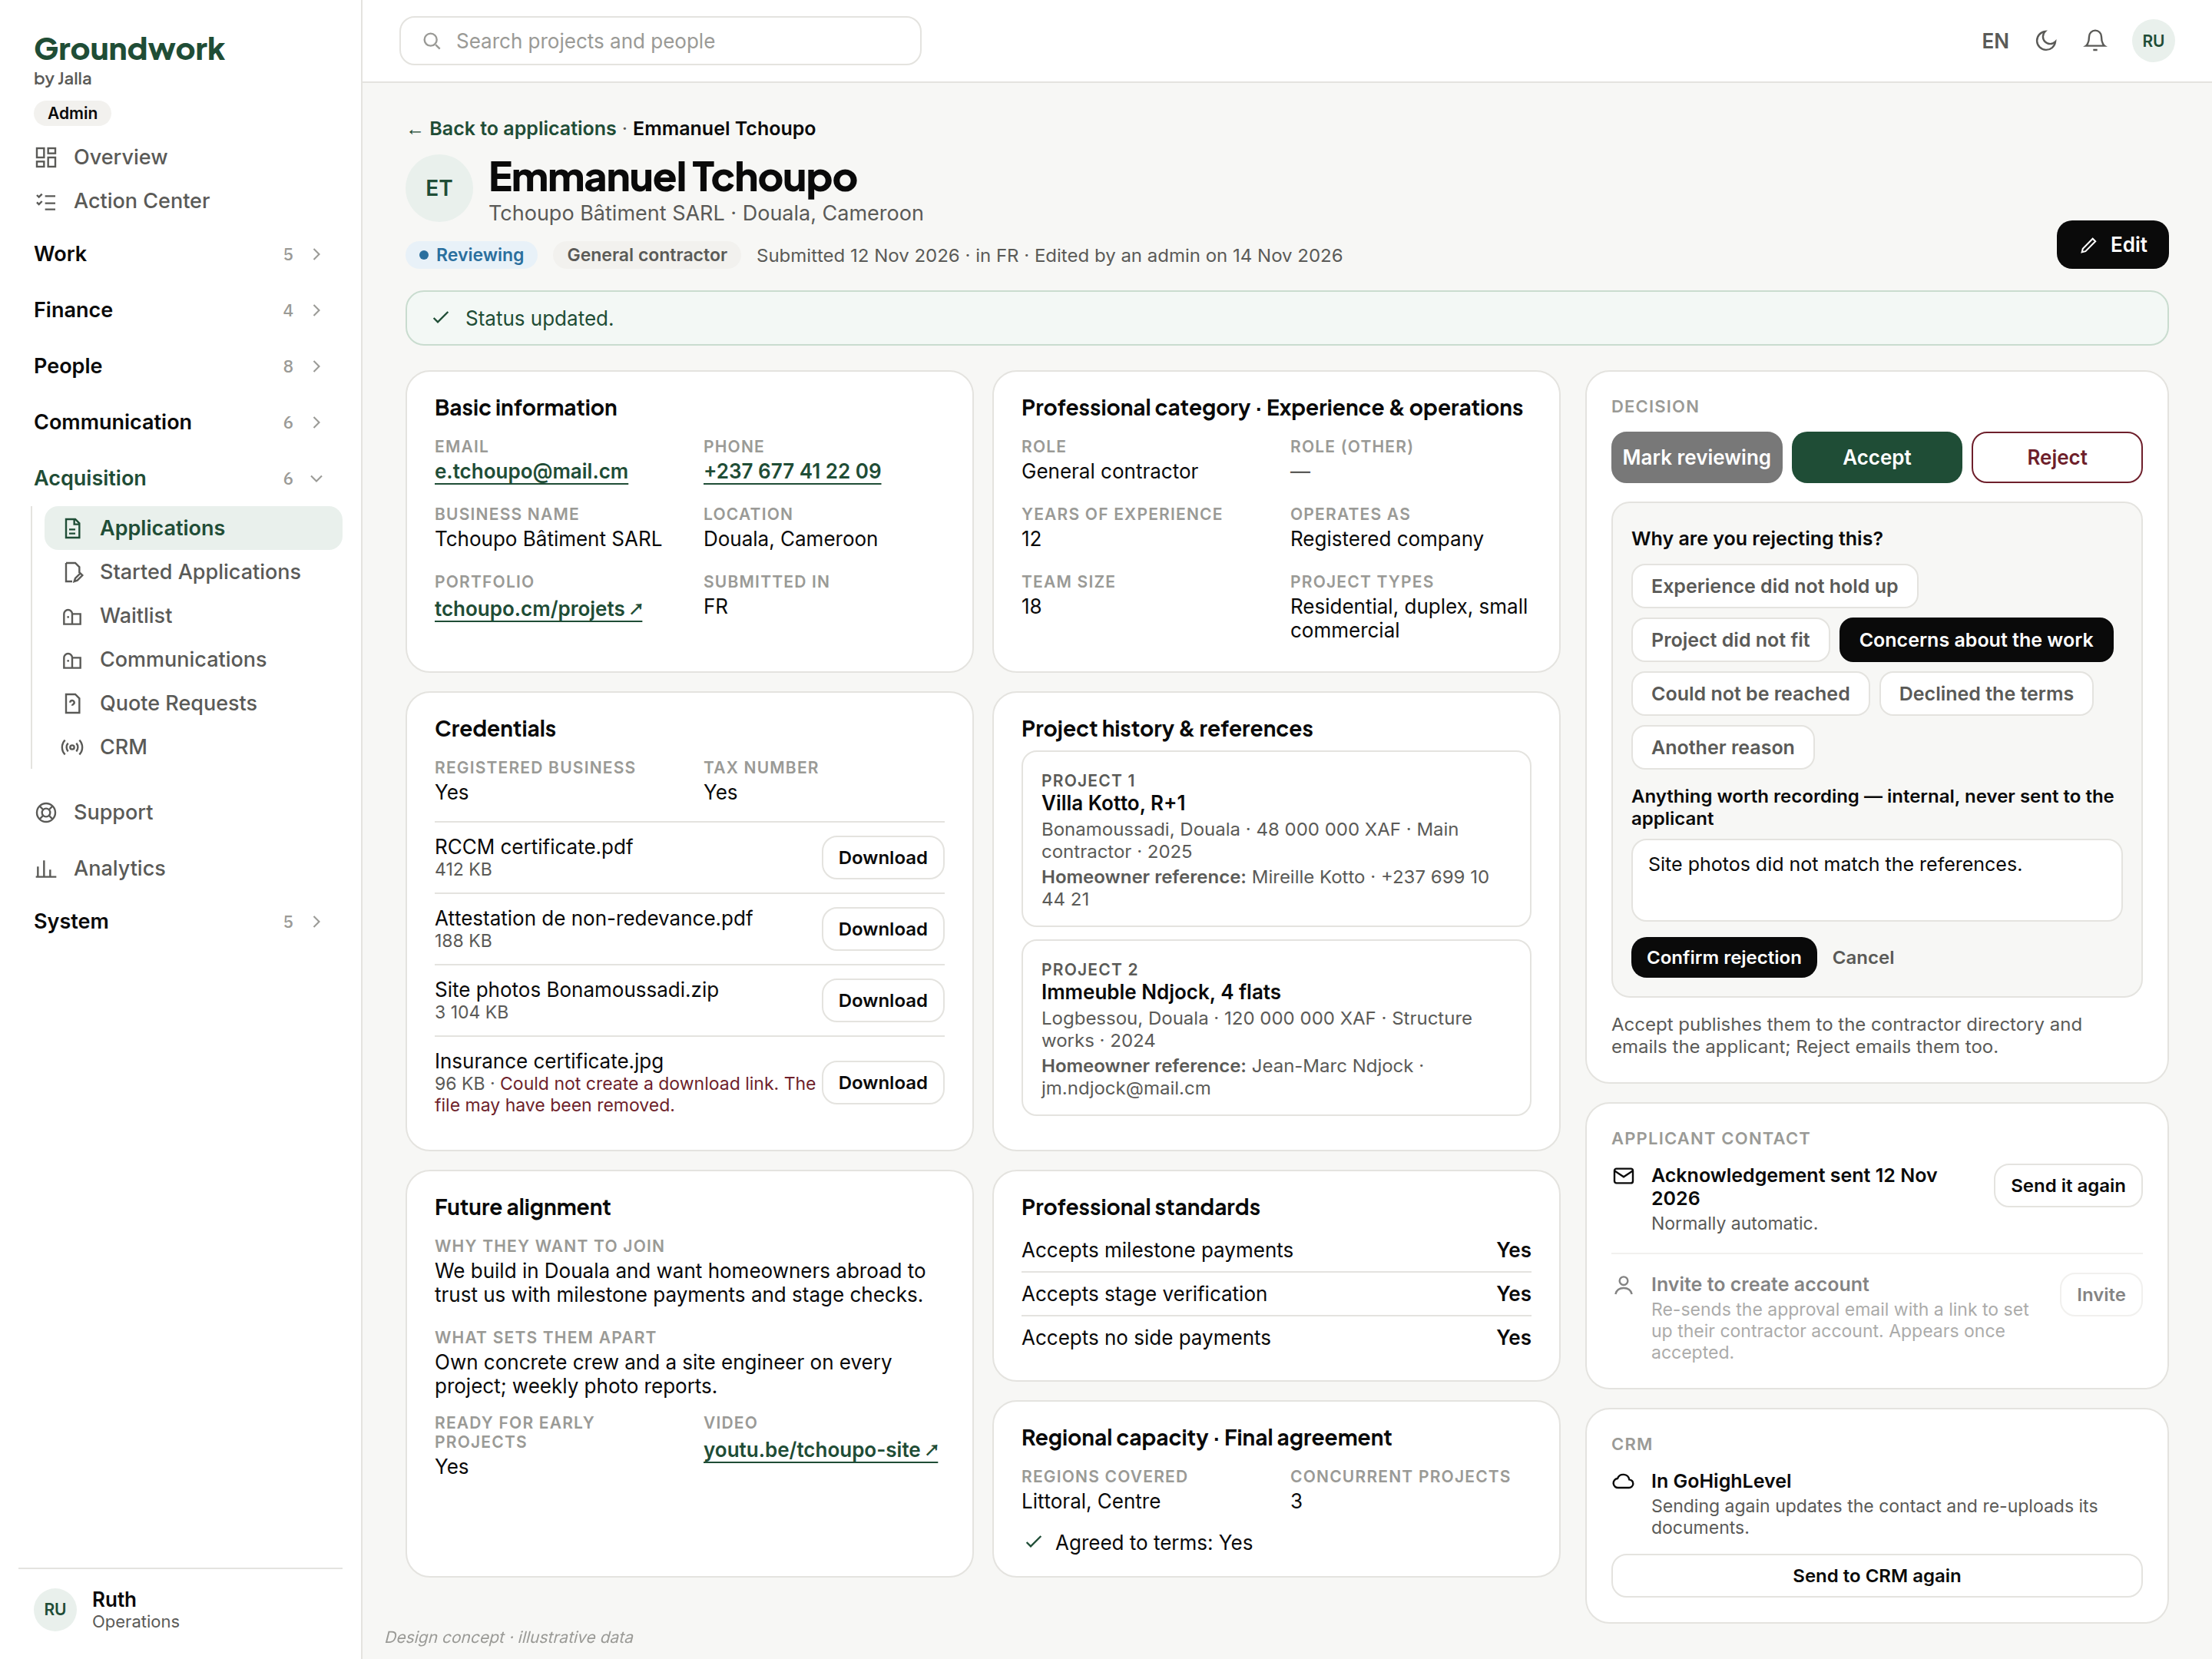 Groundwork
by Jalla
Admin
Overview
Action Center
Work 5
Finance 4
People 8
Communication 6
Acquisition 6
Applications
Started Applications
Waitlist
Communications
Quote Requests
CRM
Support
Analytics
System 5
RU Ruth
Operations
Search projects and people
EN
RU
← Back to applications · Emmanuel Tchoupo
ET
Emmanuel Tchoupo
Tchoupo Bâtiment SARL · Douala, Cameroon
Reviewing General contractor Submitted 12 Nov 2026 · in FR · Edited by an admin on 14 Nov 2026
Edit
Status updated.
Basic information
EMAIL
e.tchoupo@mail.cm
PHONE
+237 677 41 22 09
BUSINESS NAME
Tchoupo Bâtiment SARL
LOCATION
Douala, Cameroon
PORTFOLIO
tchoupo.cm/projets ↗
SUBMITTED IN
FR
Professional category · Experience & operations
ROLE
General contractor
ROLE (OTHER)
—
YEARS OF EXPERIENCE
12
OPERATES AS
Registered company
TEAM SIZE
18
PROJECT TYPES
Residential, duplex, small
commercial
Credentials
REGISTERED BUSINESS
Yes
TAX NUMBER
Yes
RCCM certificate.pdf
412 KB
Download
Attestation de non-redevance.pdf
188 KB
Download
Site photos Bonamoussadi.zip
3 104 KB
Download
Insurance certificate.jpg
96 KB · Could not create a download link. The
file may have been removed.
Download
Project history & references
PROJECT 1
Villa Kotto, R+1
Bonamoussadi, Douala · 48 000 000 XAF · Main
contractor · 2025
Homeowner reference: Mireille Kotto · +237 699 10
44 21
PROJECT 2
Immeuble Ndjock, 4 flats
Logbessou, Douala · 120 000 000 XAF · Structure
works · 2024
Homeowner reference: Jean-Marc Ndjock ·
jm.ndjock@mail.cm
Future alignment
WHY THEY WANT TO JOIN
We build in Douala and want homeowners abroad to
trust us with milestone payments and stage checks.
WHAT SETS THEM APART
Own concrete crew and a site engineer on every
project; weekly photo reports.
READY FOR EARLY
PROJECTS
Yes
VIDEO
youtu.be/tchoupo-site ↗
Professional standards
Accepts milestone payments Yes
Accepts stage verification Yes
Accepts no side payments Yes
Regional capacity · Final agreement
REGIONS COVERED
Littoral, Centre
CONCURRENT PROJECTS
3
Agreed to terms: Yes
DECISION
Mark reviewing Accept Reject
Why are you rejecting this?
Experience did not hold up
Project did not fit Concerns about the work
Could not be reached Declined the terms
Another reason
Anything worth recording — internal, never sent to the
applicant
Site photos did not match the references.
Confirm rejection Cancel
Accept publishes them to the contractor directory and
emails the applicant; Reject emails them too.
APPLICANT CONTACT
Acknowledgement sent 12 Nov
2026
Normally automatic.
Send it again
Invite to create account
Re-sends the approval email with a link to set
up their contractor account. Appears once
accepted.
Invite
CRM
In GoHighLevel
Sending again updates the contact and re-uploads its
documents.
Send to CRM again
Design concept · illustrative data